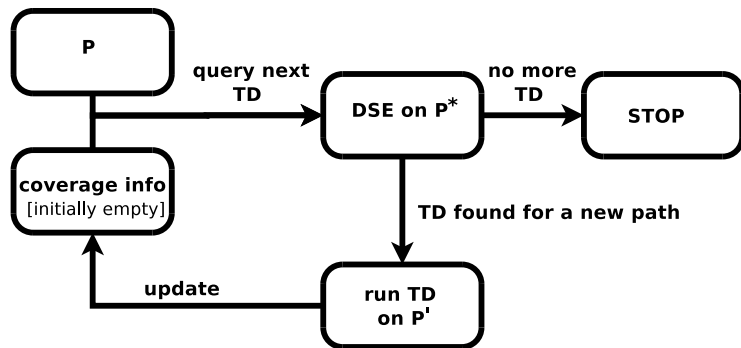 P
query next
TD
DSE on P*
no more
TD
STOP
coverage info
[initially empty]
TD found for a new path
update
run TD
on P'